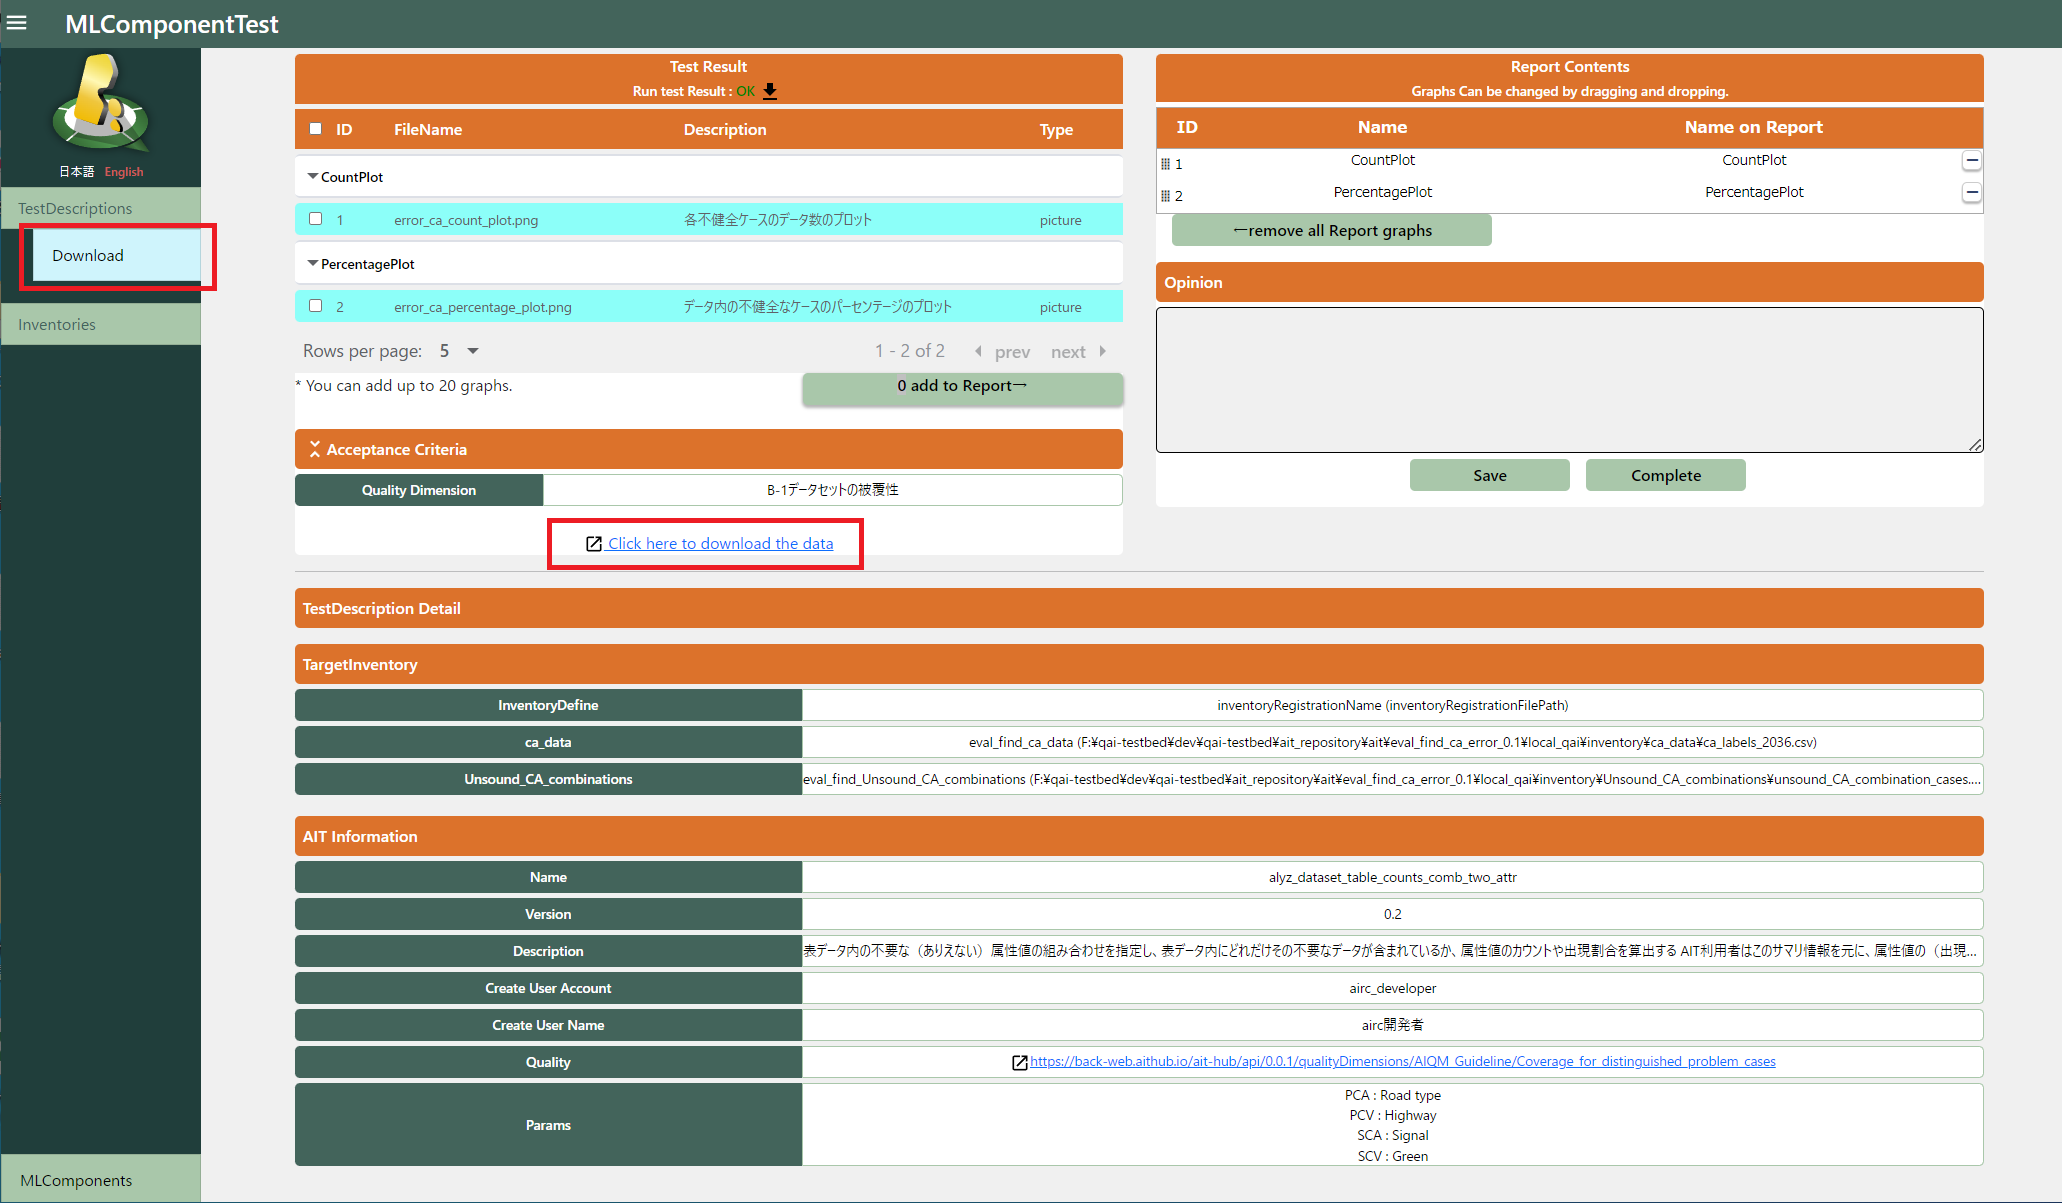 MLComponentTest
日本語 English
TestDescriptions
Download
Inventories
MLComponents
Test Result
Run test Result : OK
ID FileName Description Type
CountPlot
1 error_ca_count_plot.png 各不健全ケースのデータ数のプロット picture
PercentagePlot
2 error_ca_percentage_plot.png データ内の不健全なケースのパーセンテージのプロット picture
Rows per page: 5 1 - 2 of 2 prev next
* You can add up to 20 graphs. 0 add to Report→
Acceptance Criteria
Quality Dimension B-1データセットの被覆性
Click here to download the data
Report Contents
Graphs Can be changed by dragging and dropping.
ID Name Name on Report
1 CountPlot CountPlot
2 PercentagePlot PercentagePlot
←remove all Report graphs
Opinion
Save Complete
TestDescription Detail
TargetInventory
InventoryDefine inventoryRegistrationName (inventoryRegistrationFilePath)
ca_data eval_find_ca_data (F:¥qai-testbed¥dev¥qai-testbed¥ait_repository¥ait¥eval_find_ca_error_0.1¥local_qai¥inventory¥ca_data¥ca_labels_2036.csv)
Unsound_CA_combinations eval_find_Unsound_CA_combinations (F:¥qai-testbed¥dev¥qai-testbed¥ait_repository¥ait¥eval_find_ca_error_0.1¥local_qai¥inventory¥Unsound_CA_combinations¥unsound_CA_combination_cases....
AIT Information
Name alyz_dataset_table_counts_comb_two_attr
Version 0.2
Description 表データ内の不要な（ありえない）属性値の組み合わせを指定し、表データ内にどれだけその不要なデータが含まれているか、属性値のカウントや出現割合を算出する AIT利用者はこのサマリ情報を元に、属性値の（出現...
Create User Account airc_developer
Create User Name airc開発者
Quality https://back-web.aithub.io/ait-hub/api/0.0.1/qualityDimensions/AIQM_Guideline/Coverage_for_distinguished_problem_cases
Params PCA : Road type
PCV : Highway
SCA : Signal
SCV : Green